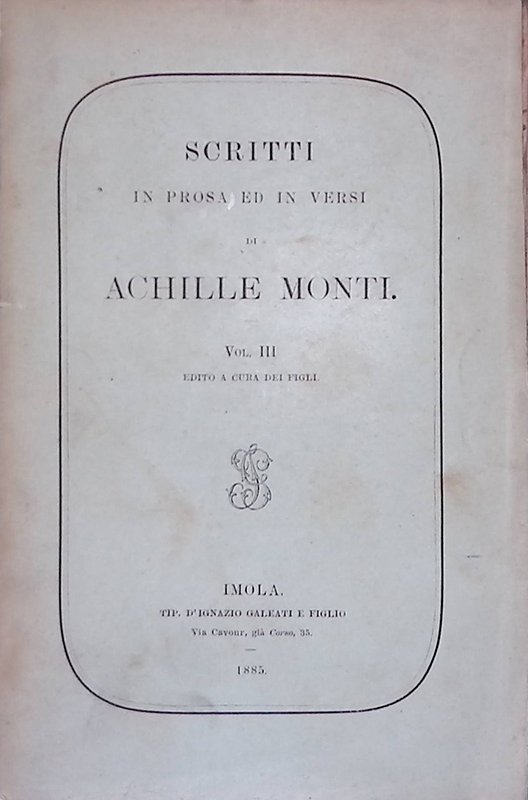 SCRITTI
IN PROSA ED IN VERSI
DI
ACHILLE MONTI.
VOL. III
EDITO A CURA DEI FIGLI.
IMOLA.
TIP. D'IGNAZIO GALEATI E FIGLIO
Via Cavour, già Corso, 35.
1885.